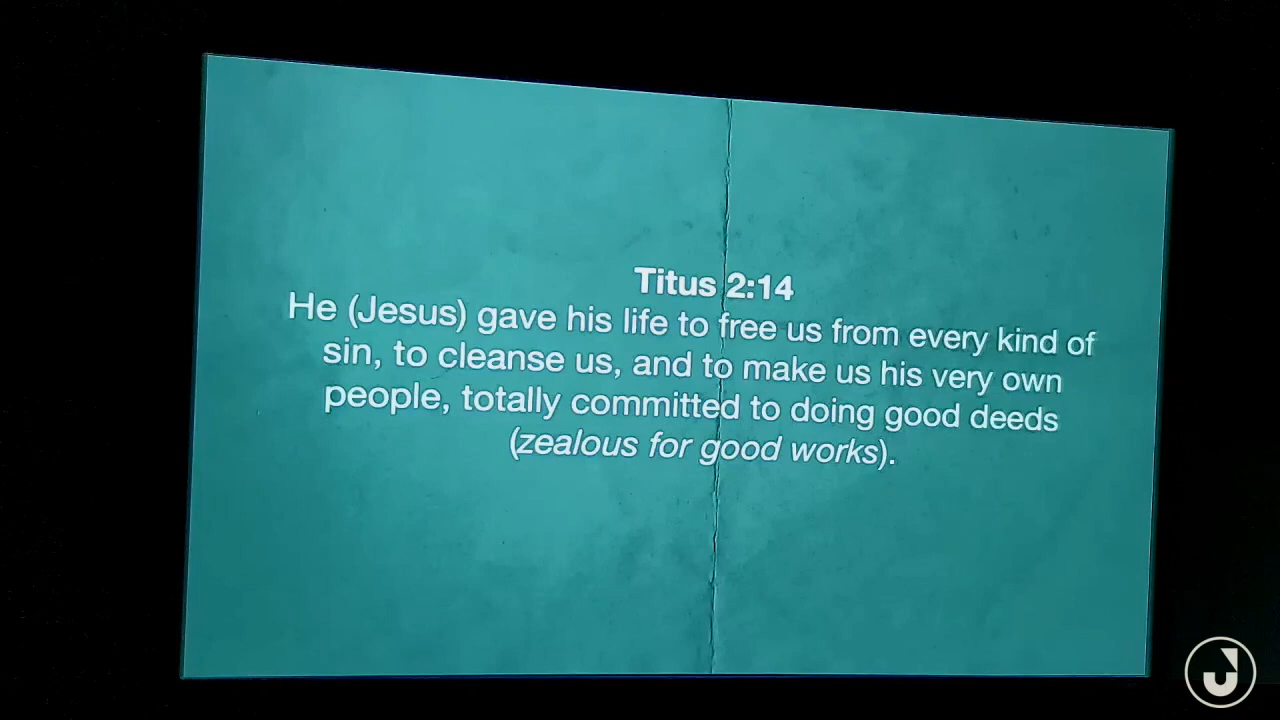 Titus 2:14
He (Jesus) gave his life to free us from every kind of
sin, to cleanse us, and to make us his very own
people, totally committed to doing good deeds
(zealous for good works).